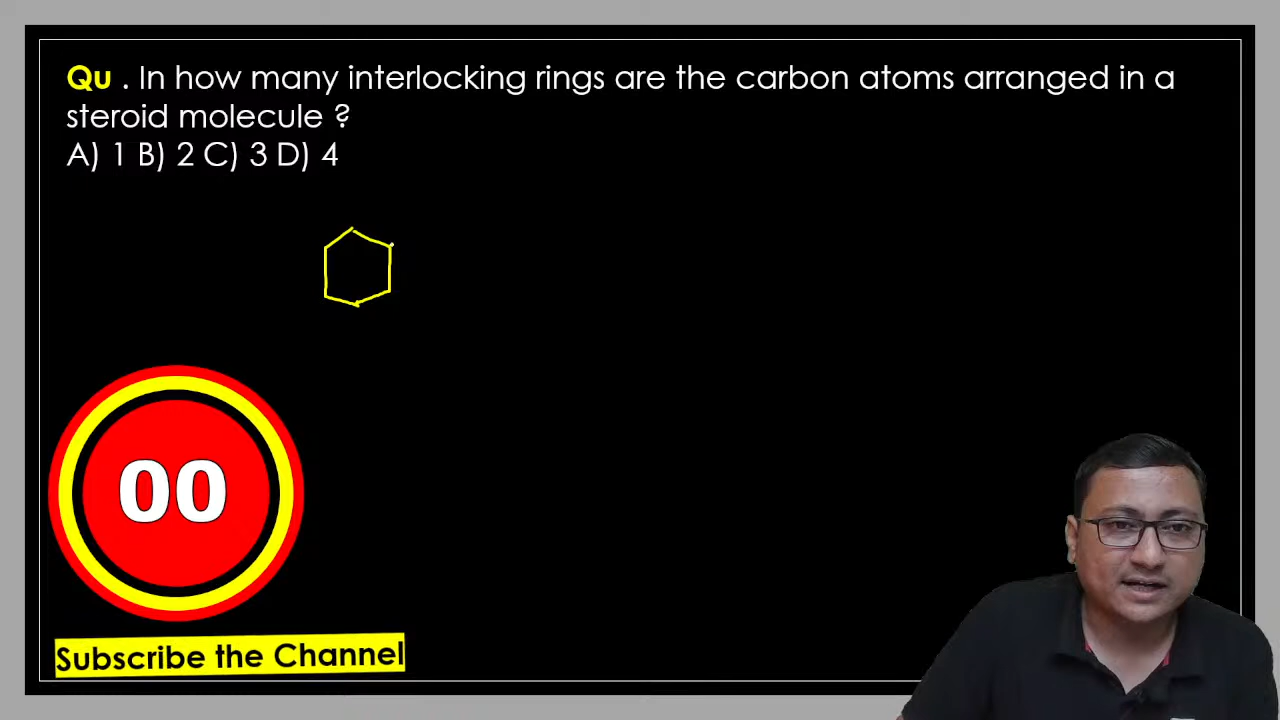 Qu . In how many interlocking rings are the carbon atoms arranged in a
steroid molecule ?
A) 1 B) 2 C) 3 D) 4
00
Subscribe the Channel